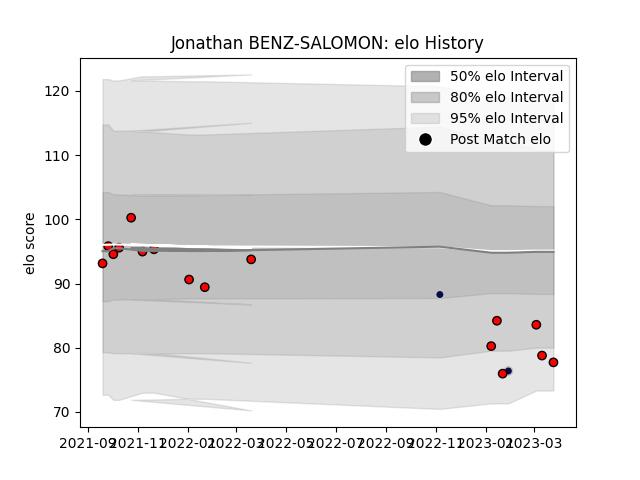 Jonathan BENZ-SALOMON: elo History
50% elo Interval
80% elo Interval
95% elo Interval
Post Match elo
elo score
120
110
100
90
80
70
2021-09 2021-11 2022-01 2022-03 2022-05 2022-07 2022-09 2022-11 2023-01 2023-03